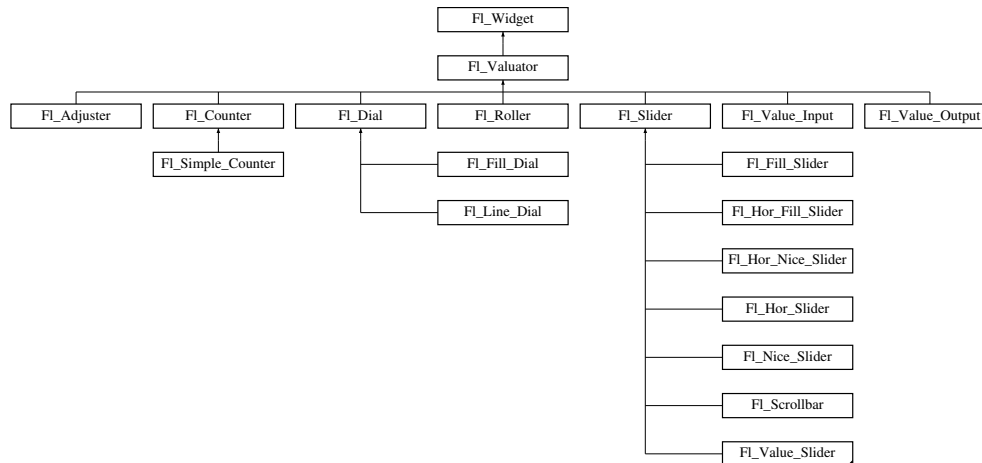 Fl_Widget
Fl_Valuator
Fl_Adjuster
Fl_Counter
Fl_Dial
Fl_Roller
Fl_Slider
Fl_Value_Input
Fl_Value_Output
Fl_Simple_Counter
Fl_Fill_Dial
Fl_Fill_Slider
Fl_Line_Dial
Fl_Hor_Fill_Slider
Fl_Hor_Nice_Slider
Fl_Hor_Slider
Fl_Nice_Slider
Fl_Scrollbar
Fl_Value_Slider